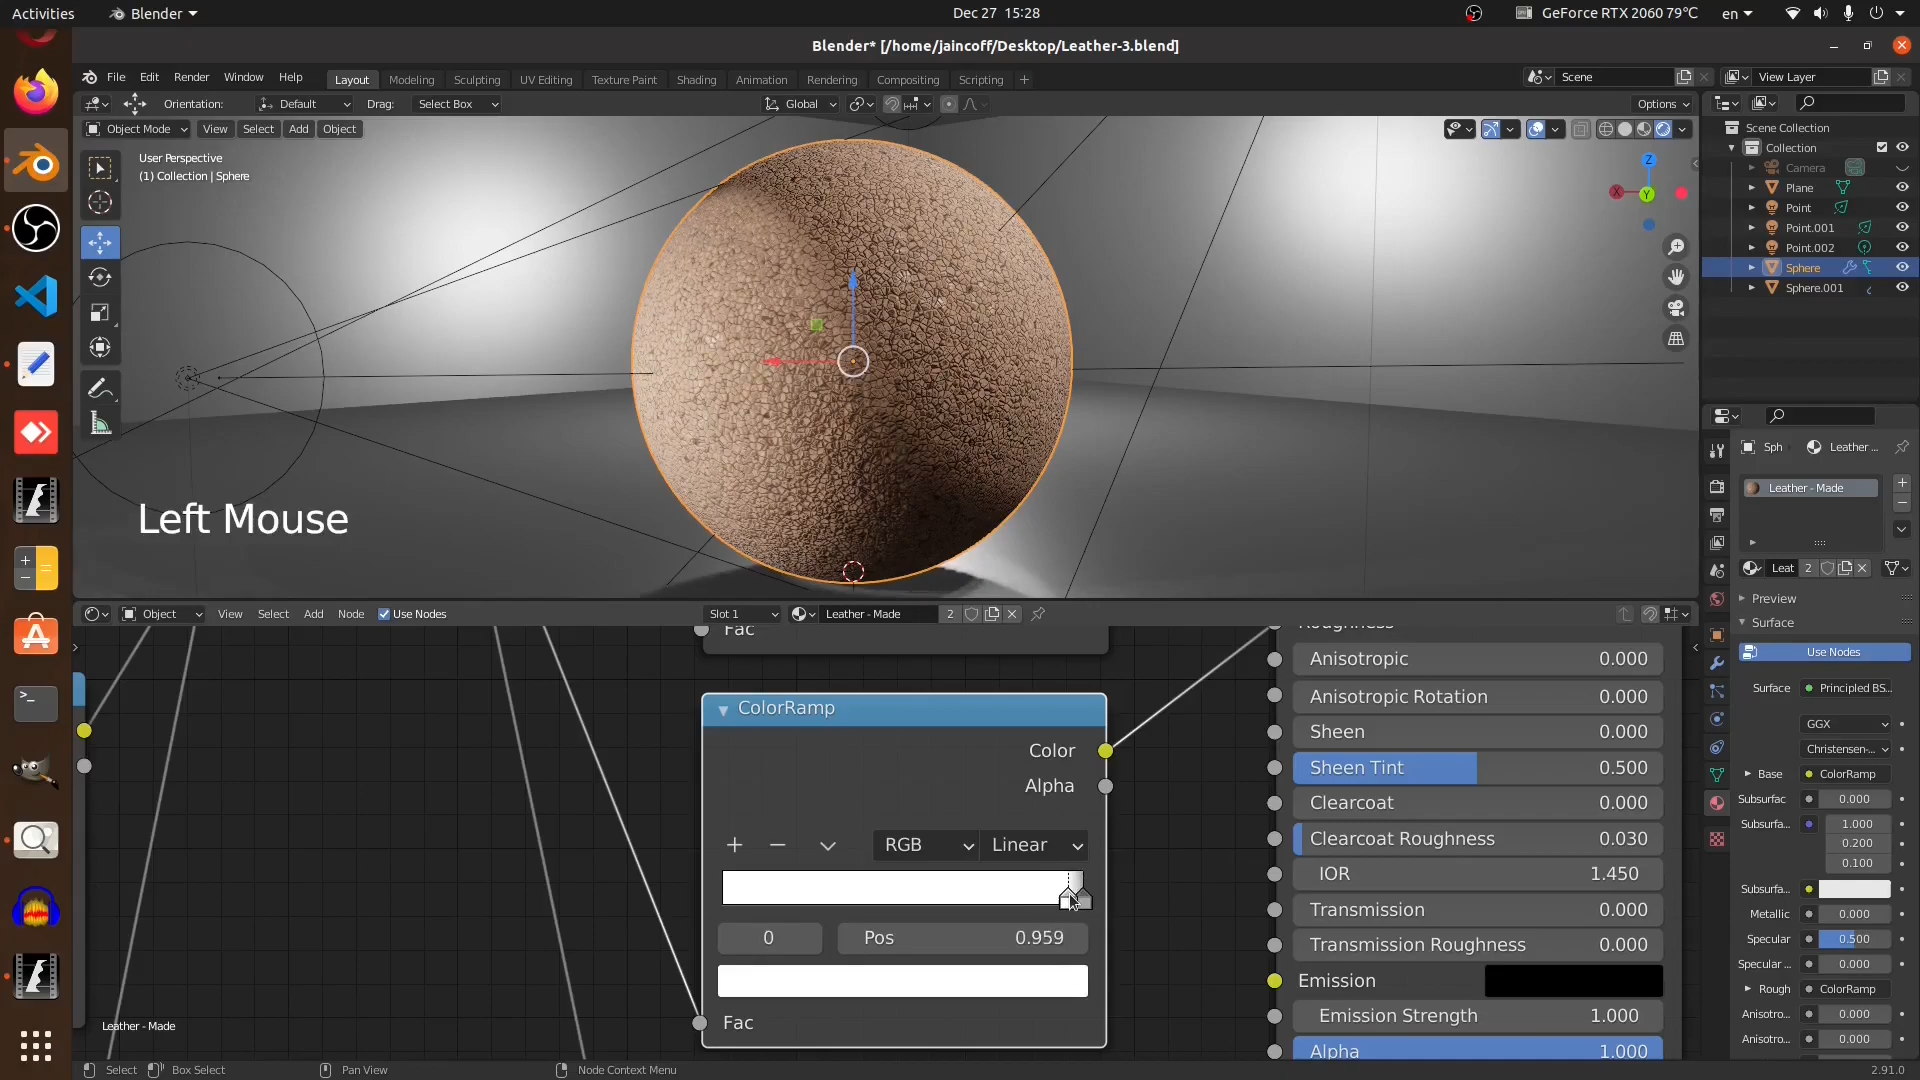 Activities Blender Dec 27 15:28 GeForce RTX 2060 79°C en
Blender* [/home/jaincoff/Desktop/Leather-3.blend]
File Edit Render Window Help Layout Modeling Sculpting UV Editing Texture Paint Shading Animation Rendering Compositing Scripting + Scene View Layer
Orientation: Default Drag: Select Box Global Options
Object Mode View Select Add Object
User Perspective
(1) Collection | Sphere
Z
X
Y
Scene Collection
Collection
Camera
Plane
Point
Point.001
Point.002
Sphere
Sphere.001
Left Mouse
Sph Leather ...
Leather - Made
Leat 2
Preview
Surface
Use Nodes
Surface Principled BS...
GGX
Christensen-...
Base ColorRamp
Subsurfac 0.000
Subsurfa... 1.000
0.200
0.100
Subsurfa...
Metallic 0.000
Specular 0.500
Specular ... 0.000
Rough ColorRamp
Anisotro... 0.000
Anisotro... 0.000
Object View Select Add Node Use Nodes Slot 1 Leather - Made 2
Fac
ColorRamp
Color
Alpha
RGB Linear
0 Pos 0.959
Fac
Roughness
Anisotropic 0.000
Anisotropic Rotation 0.000
Sheen 0.000
Sheen Tint 0.500
Clearcoat 0.000
Clearcoat Roughness 0.030
IOR 1.450
Transmission 0.000
Transmission Roughness 0.000
Emission
Emission Strength 1.000
Alpha 1.000
Leather - Made
Select Box Select Pan View Node Context Menu 2.91.0